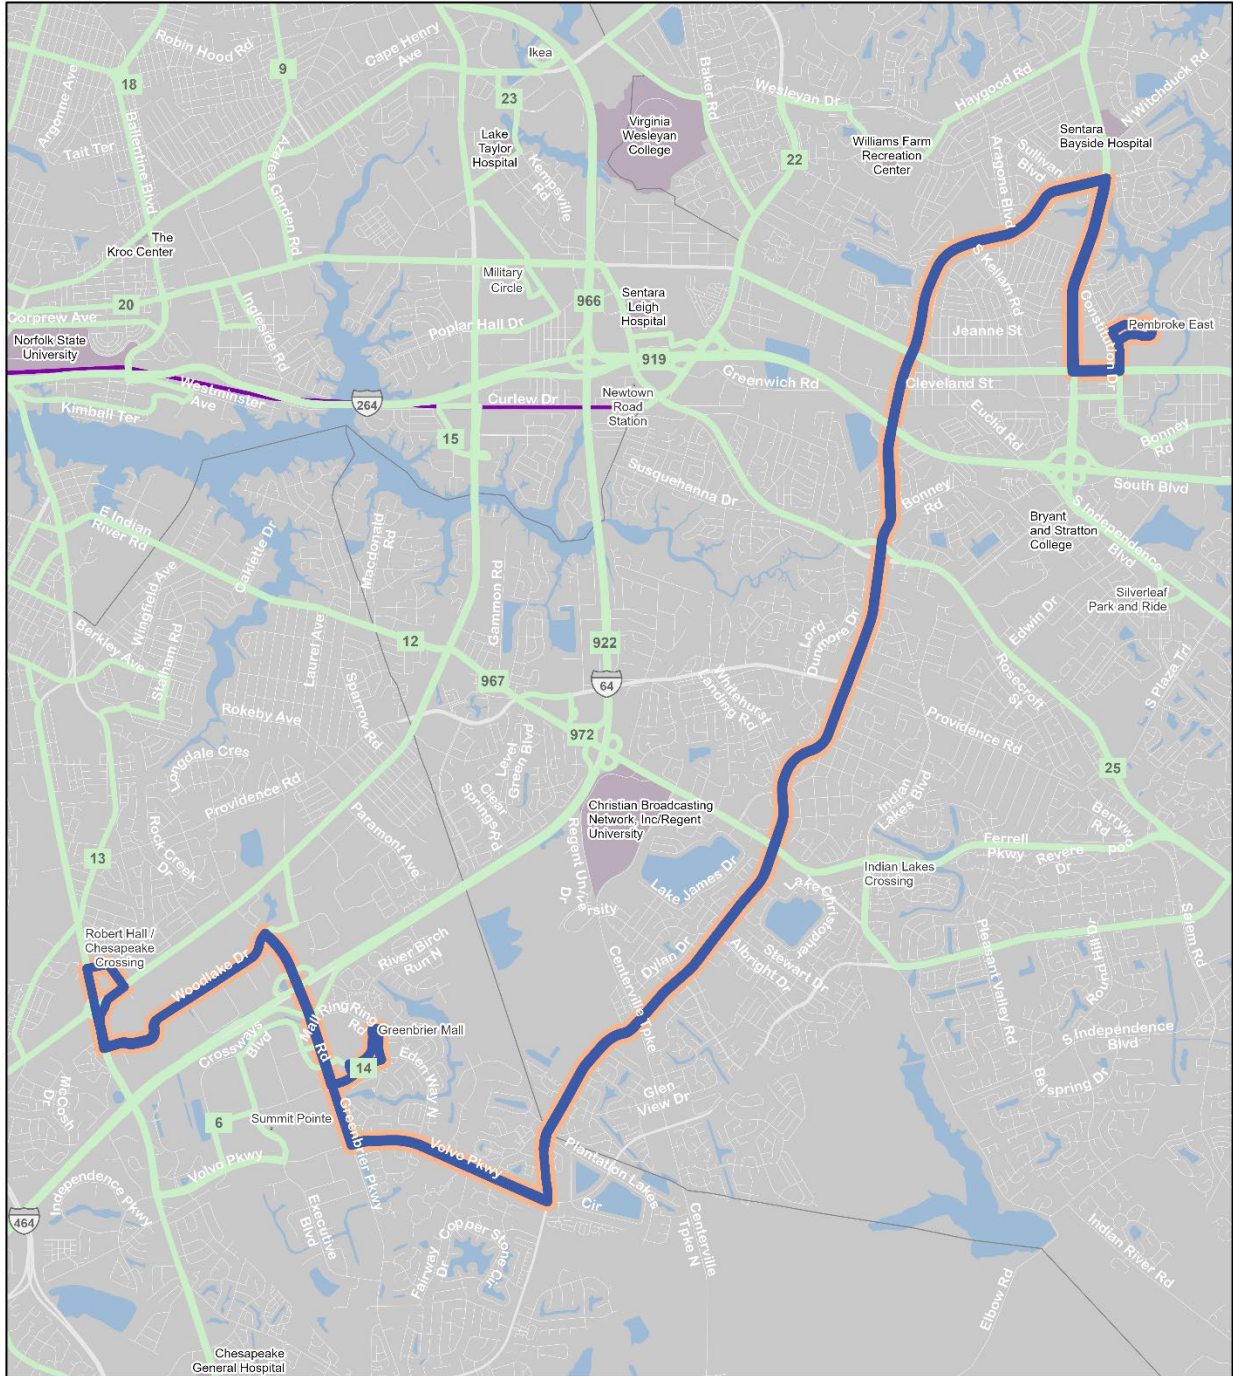 Robin Hood Rd
Cape Henry
Ave
Ikea
9
18
23
Argonne Ave
Ballentine Blvd
Tait Ter
Azalea Garden Rd
Lake
Taylor
Hospital
Kempsville
Rd
Virginia
Wesleyan
College
Baker Rd
Wesleyan Dr
22
Williams Farm
Recreation
Center
Haygood Rd
N Witchduck Rd
Sentara
Bayside Hospital
Sullivan
Blvd
Aragona Blvd
The
Kroc Center
S Kellam Rd
Military
Circle
20
Corprew Ave
Ingleside Rd
Poplar Hall Dr
966
Sentara
Leigh
Hospital
Constitution Dr
Pembroke East
Jeanne St
Norfolk State
University
919
Greenwich Rd
Cleveland St
Westminster
Ave
264
Curlew Dr
Newtown
Road
Station
Kimball Ter
15
Euclid Rd
Bonney
Rd
Susquehanna Dr
Bonney
Rd
South Blvd
S Independence
Blvd
Bryant
and Stratton
College
E Indian
River Rd
Oaklette Dr
Macdonald
Rd
Silverleaf
Park and Ride
Wingfield Ave
Berkley Ave
Stalham Rd
Laurel Ave
12
Gammon Rd
922
Lord
Dunmore Dr
Edwin Dr
Rosecroft
St
S Plaza Trl
967
64
Sparrow Rd
Rokeby Ave
Whitehurst
Landing Rd
Providence Rd
972
Longdale Cres
Level
Green Blvd
25
Providence Rd
Clear
Springs Rd
Christian Broadcasting
Network, Inc/Regent
University
Indian
Lakes Blvd
Paramont Ave
Ferrell
Pkwy
Revere
Dr
Berrywood
Rd
13
Rock Creek
Dr
Regent University
Dr
Lake James Dr
Lake Christopher
Indian Lakes
Crossing
Robert Hall /
Chesapeake
Crossing
River Birch
Run N
Woodlake Dr
Dylan Dr
Albright Dr
Stewart Dr
Pleasant Valley Rd
Round Hill Dr
Salem Rd
Centerville Tpke
Crossways
Blvd
Mall Ring Rd
Ring
Rd
Greenbrier Mall
S Independence
Blvd
14
Eden Way N
McCosh
Dr
Glen
View Dr
Bellspring Dr
6
Summit Pointe
Greenbrier Pkwy
Volvo Pkwy
Volvo Pkwy
Plantation Lakes
Cir
Independence Pkwy
464
Executive
Blvd
Copper Stone
Cir
Fairway
Dr
Centerville
Tpke N
Indian River Rd
Elbow Rd
Chesapeake
General Hospital